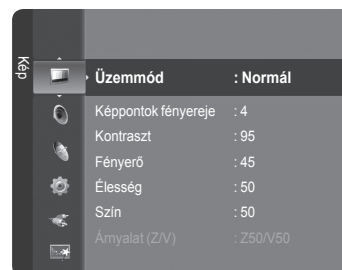 Kép
Üzemmód : Normál
Képpontok fényereje : 4
Kontraszt : 95
Fényerő : 45
Élesség : 50
Szín : 50
Árnyalat (Z/V) : Z50/V50